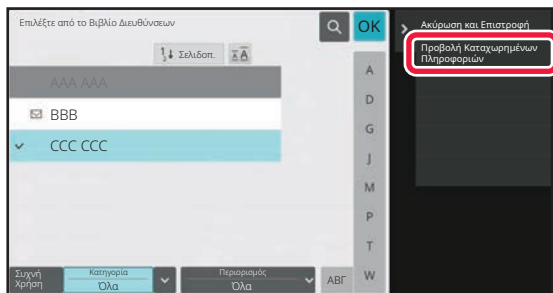 Επιλέξτε από το Βιβλίο Διευθύνσεων
OK
Ακύρωση και Επιστροφή
Προβολή Καταχωρημένων
Πληροφοριών
Σελιδοπ.
AAA AAA
BBB
CCC CCC
A
D
G
J
M
P
T
W
Συχνή
Χρήση
Κατηγορία
Όλα
Περιορισμός
Όλα
ΑΒΓ